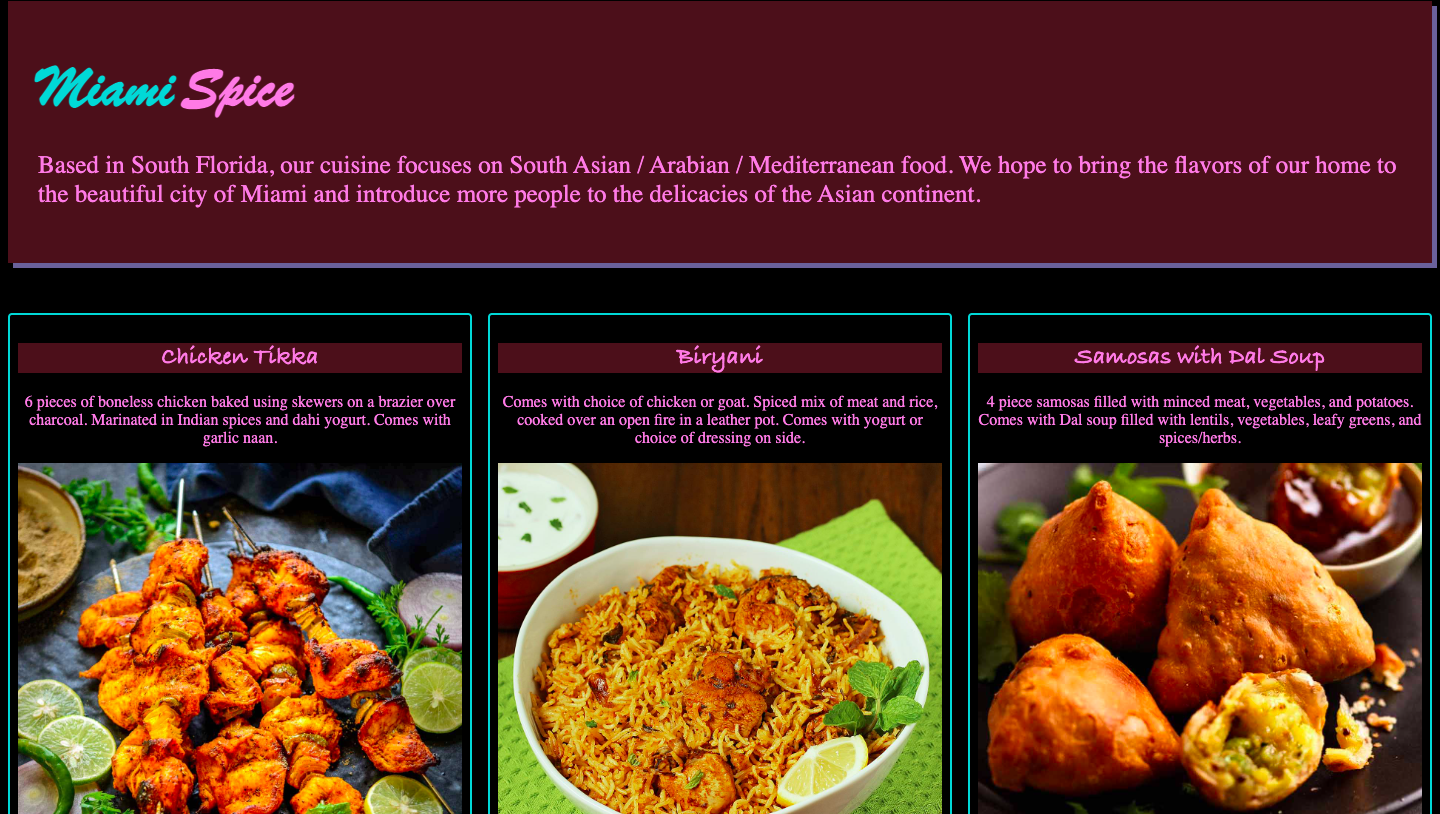 Miami Spice
Based in South Florida, our cuisine focuses on South Asian / Arabian / Mediterranean food. We hope to bring the flavors of our home to
the beautiful city of Miami and introduce more people to the delicacies of the Asian continent.
Chicken Tikka
6 pieces of boneless chicken baked using skewers on a brazier over
charcoal. Marinated in Indian spices and dahi yogurt. Comes with
garlic naan.
Biryani
Comes with choice of chicken or goat. Spiced mix of meat and rice,
cooked over an open fire in a leather pot. Comes with yogurt or
choice of dressing on side.
Samosas with Dal Soup
4 piece samosas filled with minced meat, vegetables, and potatoes.
Comes with Dal soup filled with lentils, vegetables, leafy greens, and
spices/herbs.